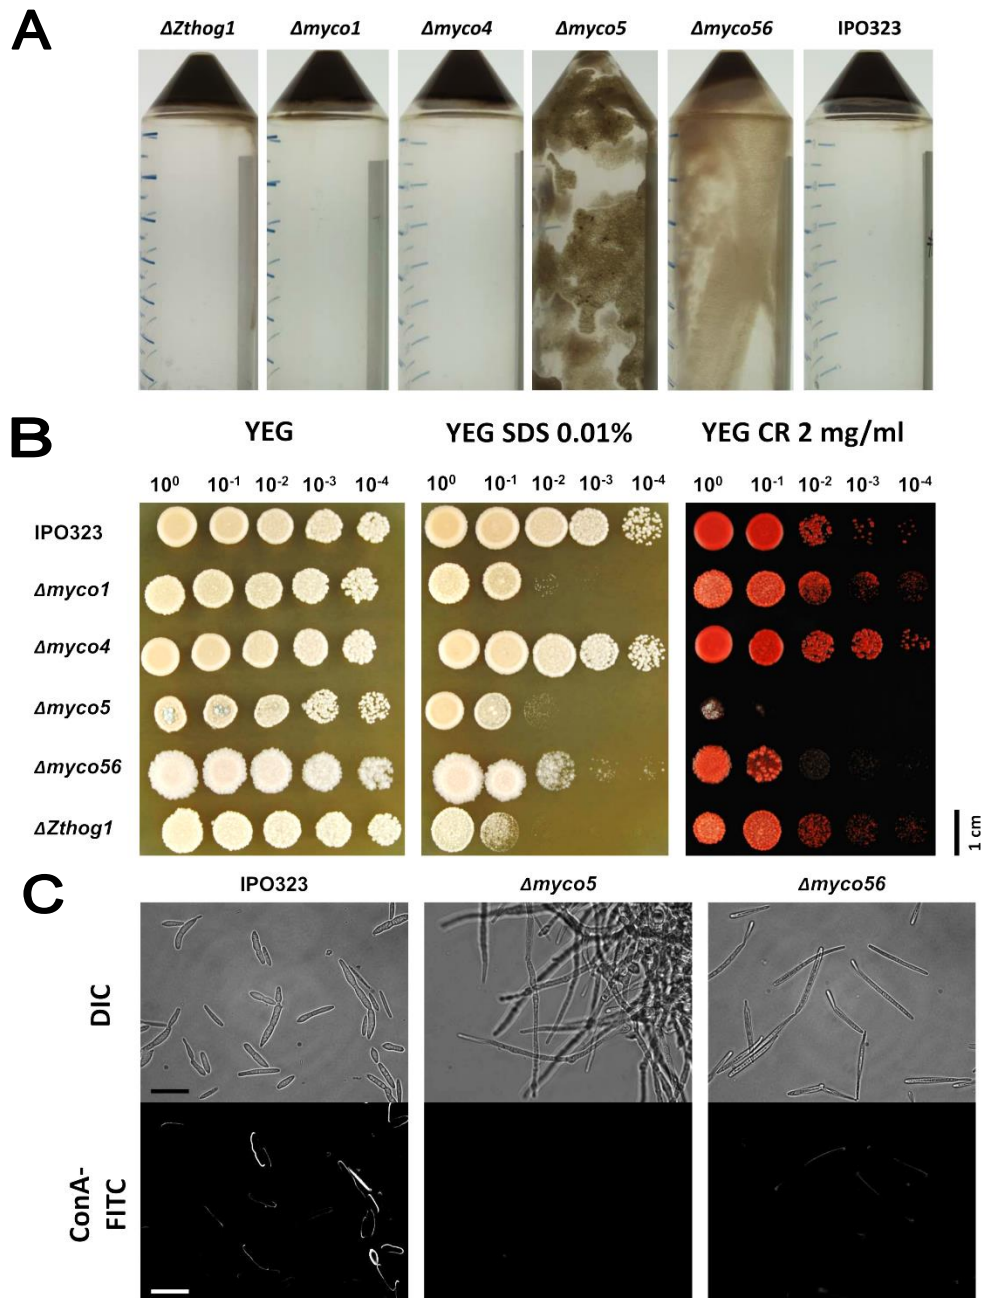 A
ΔZthog1 Δmyco1 Δmyco4 Δmyco5 Δmyco56 IPO323
B
YEG YEG SDS 0.01% YEG CR 2 mg/ml
10⁰ 10⁻¹ 10⁻² 10⁻³ 10⁻⁴ 10⁰ 10⁻¹ 10⁻² 10⁻³ 10⁻⁴ 10⁰ 10⁻¹ 10⁻² 10⁻³ 10⁻⁴
IPO323
Δmyco1
Δmyco4
Δmyco5
Δmyco56
ΔZthog1
1 cm
C
IPO323 Δmyco5 Δmyco56
DIC
ConA-
FITC